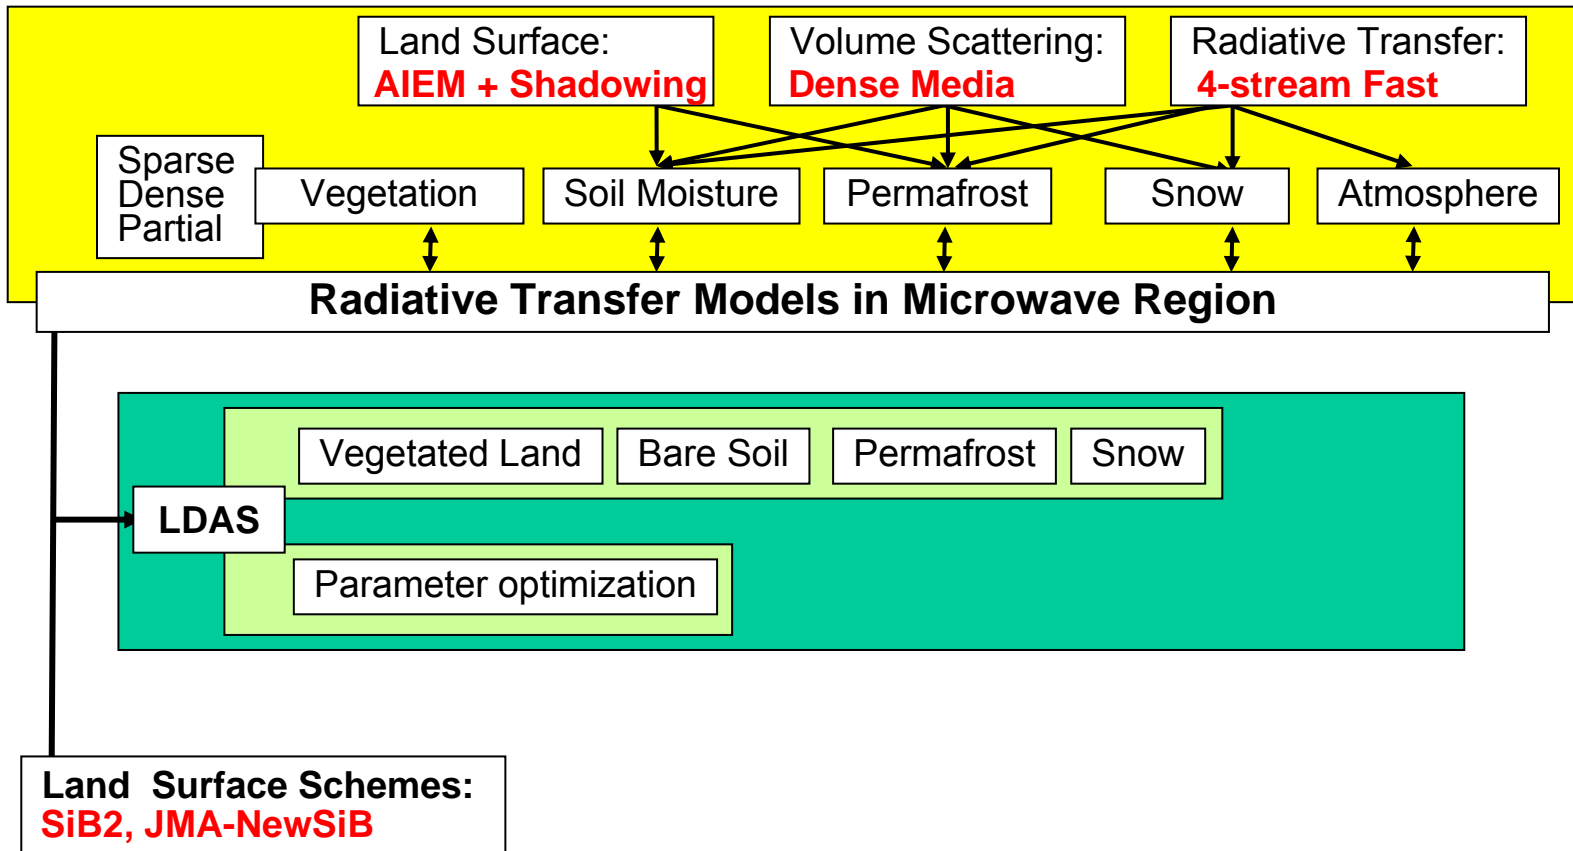 Land Surface:
AIEM + Shadowing
Volume Scattering:
Dense Media
Radiative Transfer:
4-stream Fast
Sparse
Dense
Partial
Vegetation
Soil Moisture
Permafrost
Snow
Atmosphere
Radiative Transfer Models in Microwave Region
Vegetated Land
Bare Soil
Permafrost
Snow
LDAS
Parameter optimization
Land Surface Schemes:
SiB2, JMA-NewSiB